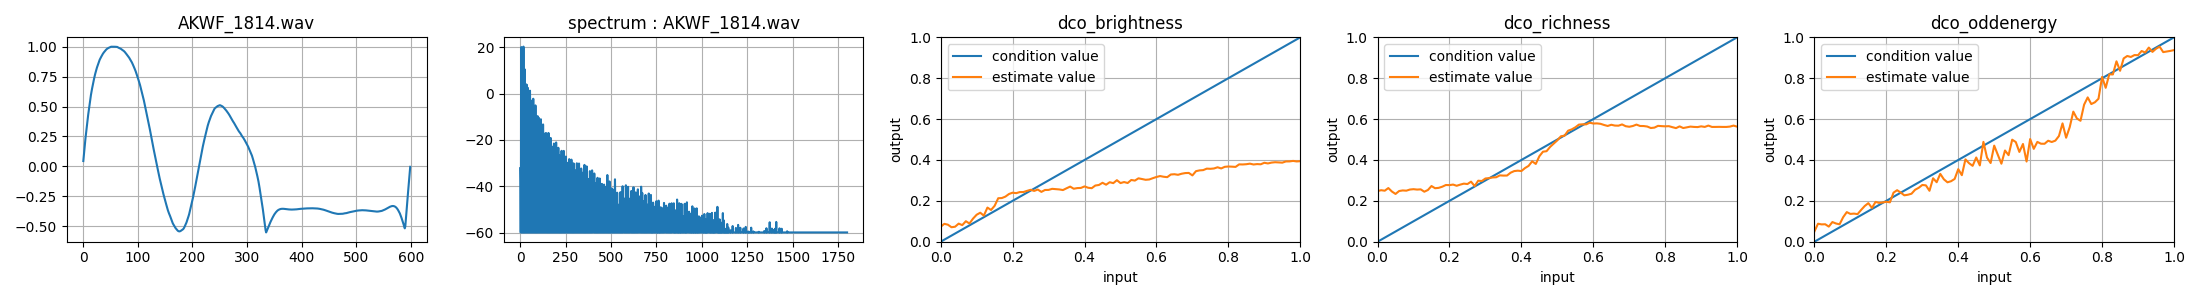 AKWF_1814.wav
1.00
0.75
0.50
0.25
0.00
−0.25
−0.50
0 100 200 300 400 500 600
spectrum : AKWF_1814.wav
20
0
−20
−40
−60
0 250 500 750 1000 1250 1500 1750
dco_brightness
condition value
estimate value
output
1.0
0.8
0.6
0.4
0.2
0.0
0.0 0.2 0.4 0.6 0.8 1.0
input
dco_richness
condition value
estimate value
output
1.0
0.8
0.6
0.4
0.2
0.0
0.0 0.2 0.4 0.6 0.8 1.0
input
dco_oddenergy
condition value
estimate value
output
1.0
0.8
0.6
0.4
0.2
0.0
0.0 0.2 0.4 0.6 0.8 1.0
input